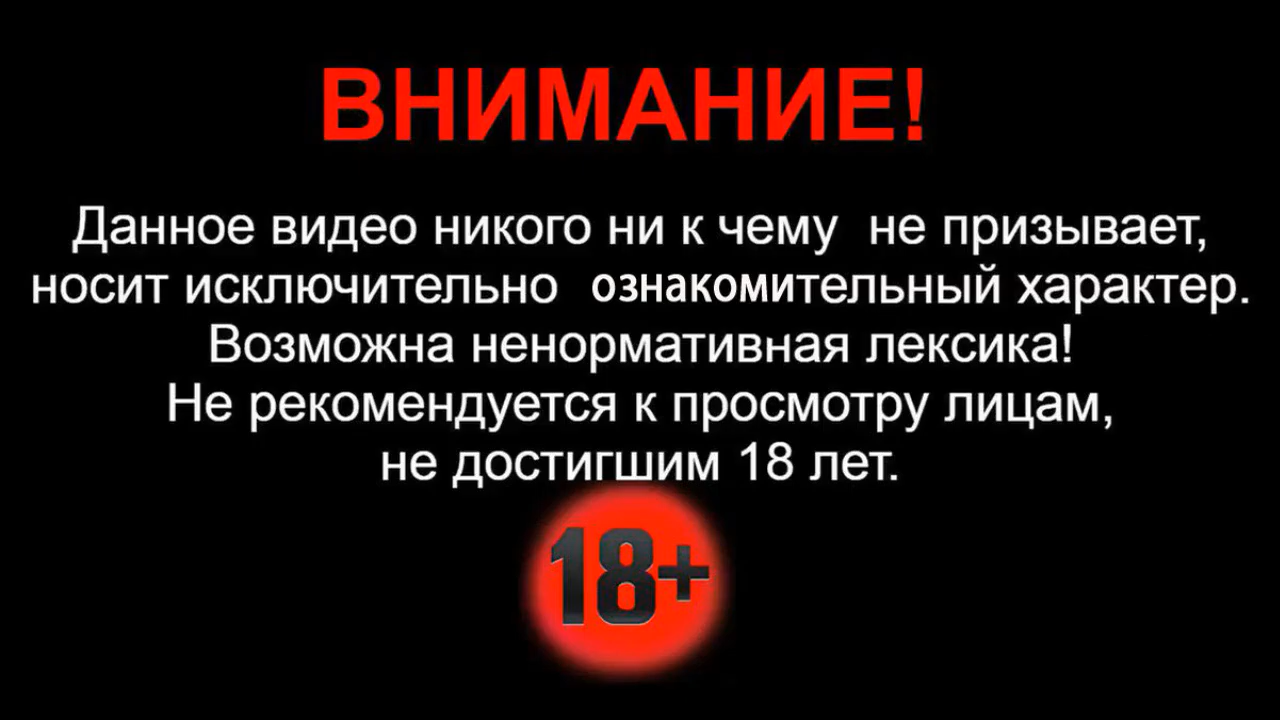 ВНИМАНИЕ!
Данное видео никого ни к чему не призывает,
носит исключительно ознакомительный характер.
Возможна ненормативная лексика!
Не рекомендуется к просмотру лицам,
не достигшим 18 лет.
18+